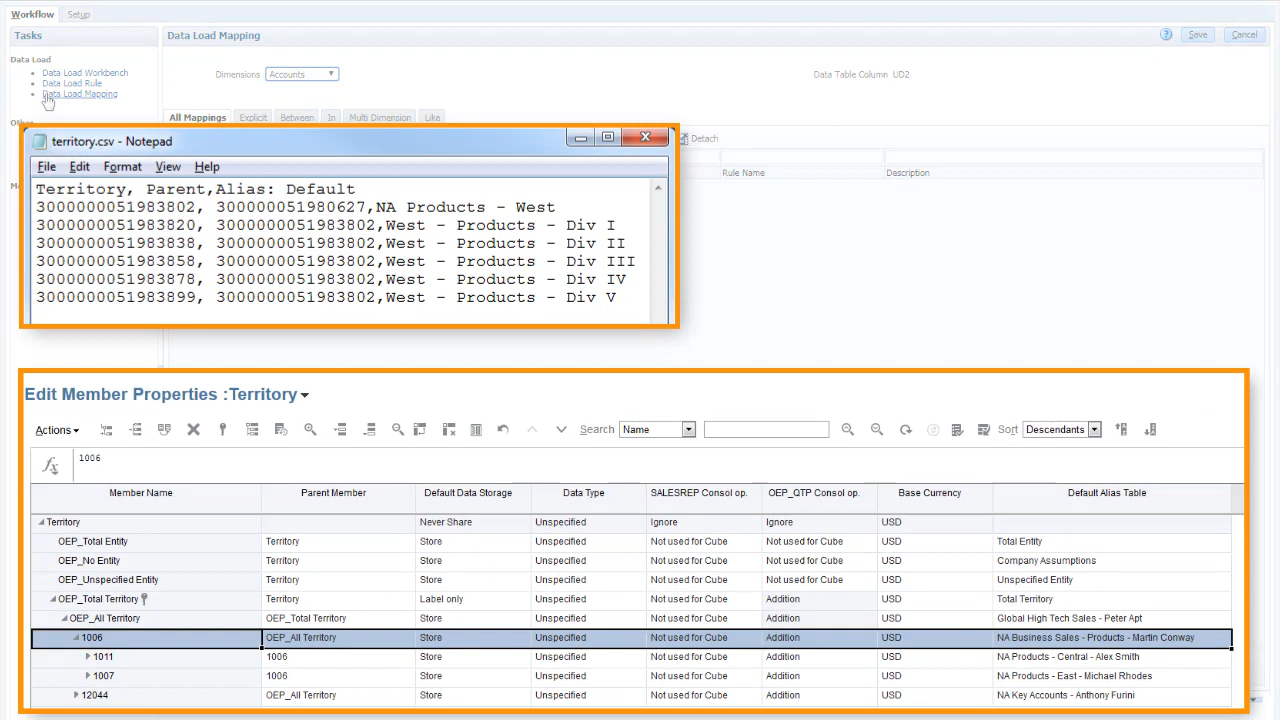 Workflow Setup
Tasks
Data Load Mapping
Save Cancel
Data Load
Data Load Workbench
Data Load Rule
Data Load Mapping
Dimensions Accounts
Data Table Column UD2
All Mappings Explicit Between In Multi Dimension Like
Detach
Rule Name Description
territory.csv - Notepad
File Edit Format View Help
Territory, Parent,Alias: Default
3000000051983802, 300000051980627,NA Products - West
3000000051983820, 3000000051983802,West - Products - Div I
3000000051983838, 3000000051983802,West - Products - Div II
3000000051983858, 3000000051983802,West - Products - Div III
3000000051983878, 3000000051983802,West - Products - Div IV
3000000051983899, 3000000051983802,West - Products - Div V
Edit Member Properties :Territory
Actions Search Name Sort Descendants
1006
Member Name Parent Member Default Data Storage Data Type SALESREP Consol op. OEP_QTP Consol op. Base Currency Default Alias Table
Territory Never Share Unspecified Ignore Ignore USD
OEP_Total Entity Territory Store Unspecified Not used for Cube Not used for Cube USD Total Entity
OEP_No Entity Territory Store Unspecified Not used for Cube Not used for Cube USD Company Assumptions
OEP_Unspecified Entity Territory Store Unspecified Not used for Cube Not used for Cube USD Unspecified Entity
OEP_Total Territory Territory Label only Unspecified Not used for Cube Addition USD Total Territory
OEP_All Territory OEP_Total Territory Store Unspecified Not used for Cube Addition USD Global High Tech Sales - Peter Apt
1006 OEP_All Territory Store Unspecified Not used for Cube Addition USD NA Business Sales - Products - Martin Conway
1011 1006 Store Unspecified Not used for Cube Addition USD NA Products - Central - Alex Smith
1007 1006 Store Unspecified Not used for Cube Addition USD NA Products - East - Michael Rhodes
12044 OEP_All Territory Store Unspecified Not used for Cube Addition USD NA Key Accounts - Anthony Furini